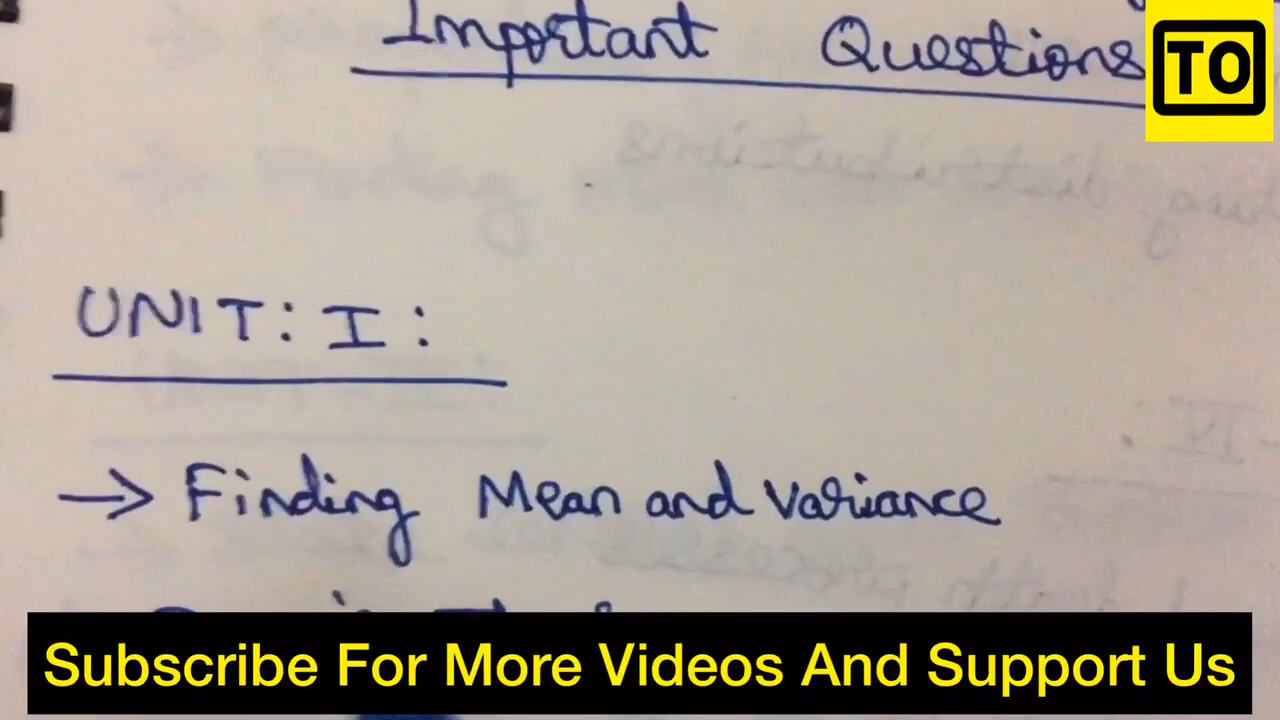 Important Questions
TO
UNIT: I:
→ Finding Mean and Variance
Subscribe For More Videos And Support Us